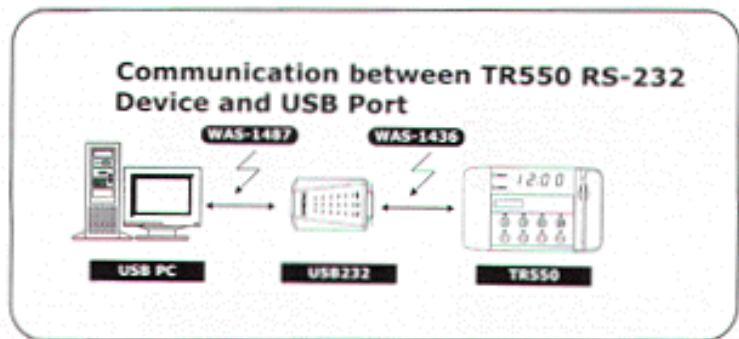 Communication between TR550 RS-232
Device and USB Port
WAS-1487 WAS-1436
12:00
USB PC USB232 TR550